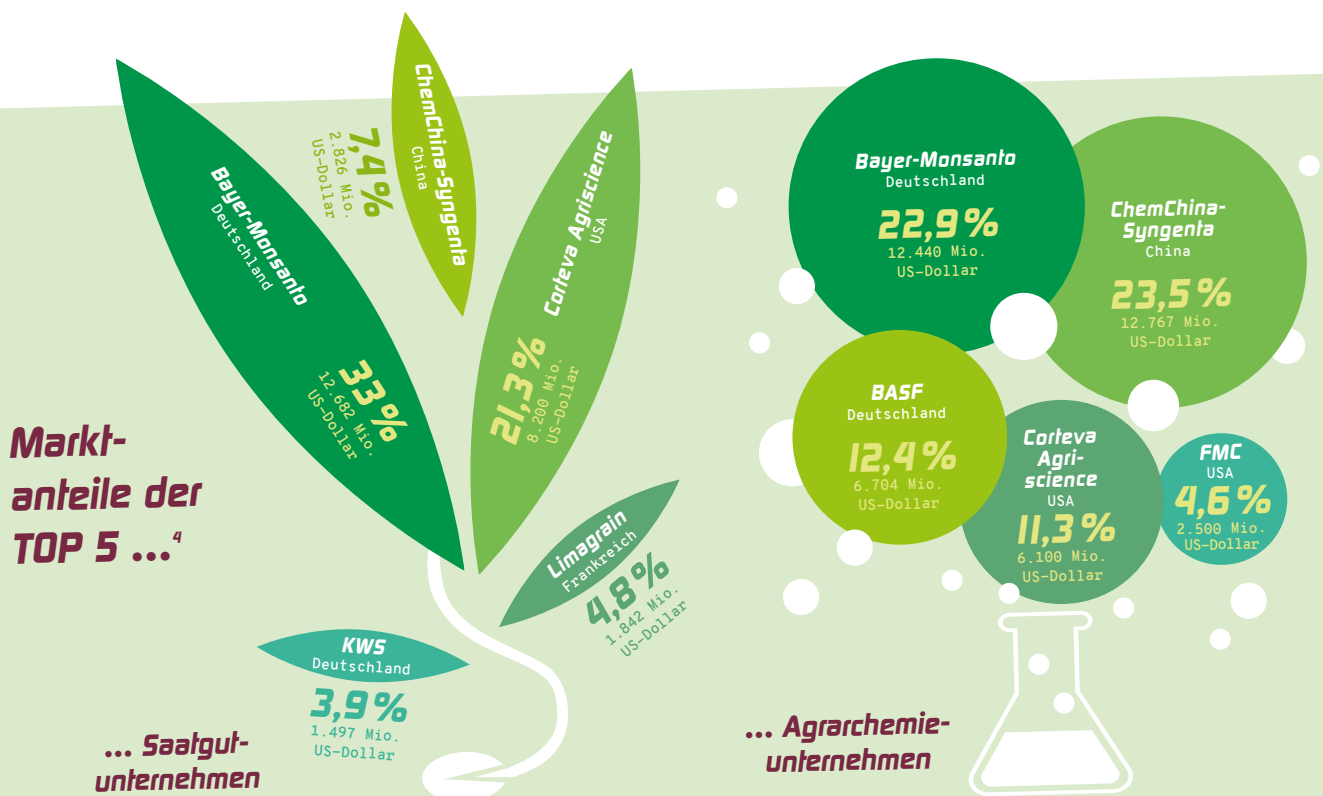 Markt-
anteile der
TOP 5 ...4
Bayer-Monsanto
Deutschland
33%
12.682 Mio.
US-Dollar
ChemChina-Syngenta
China
7,4%
2.826 Mio.
US-Dollar
Corteva Agriscience
USA
21,3%
8.200 Mio.
US-Dollar
Limagrain
Frankreich
4,8%
1.842 Mio.
US-Dollar
KWS
Deutschland
3,9%
1.497 Mio.
US-Dollar
... Saatgut-
unternehmen
Bayer-Monsanto
Deutschland
22,9%
12.440 Mio.
US-Dollar
ChemChina-
Syngenta
China
23,5%
12.767 Mio.
US-Dollar
BASF
Deutschland
12,4%
6.704 Mio.
US-Dollar
Corteva
Agri-
science
USA
11,3%
6.100 Mio.
US-Dollar
FMC
USA
4,6%
2.500 Mio.
US-Dollar
... Agrarchemie-
unternehmen